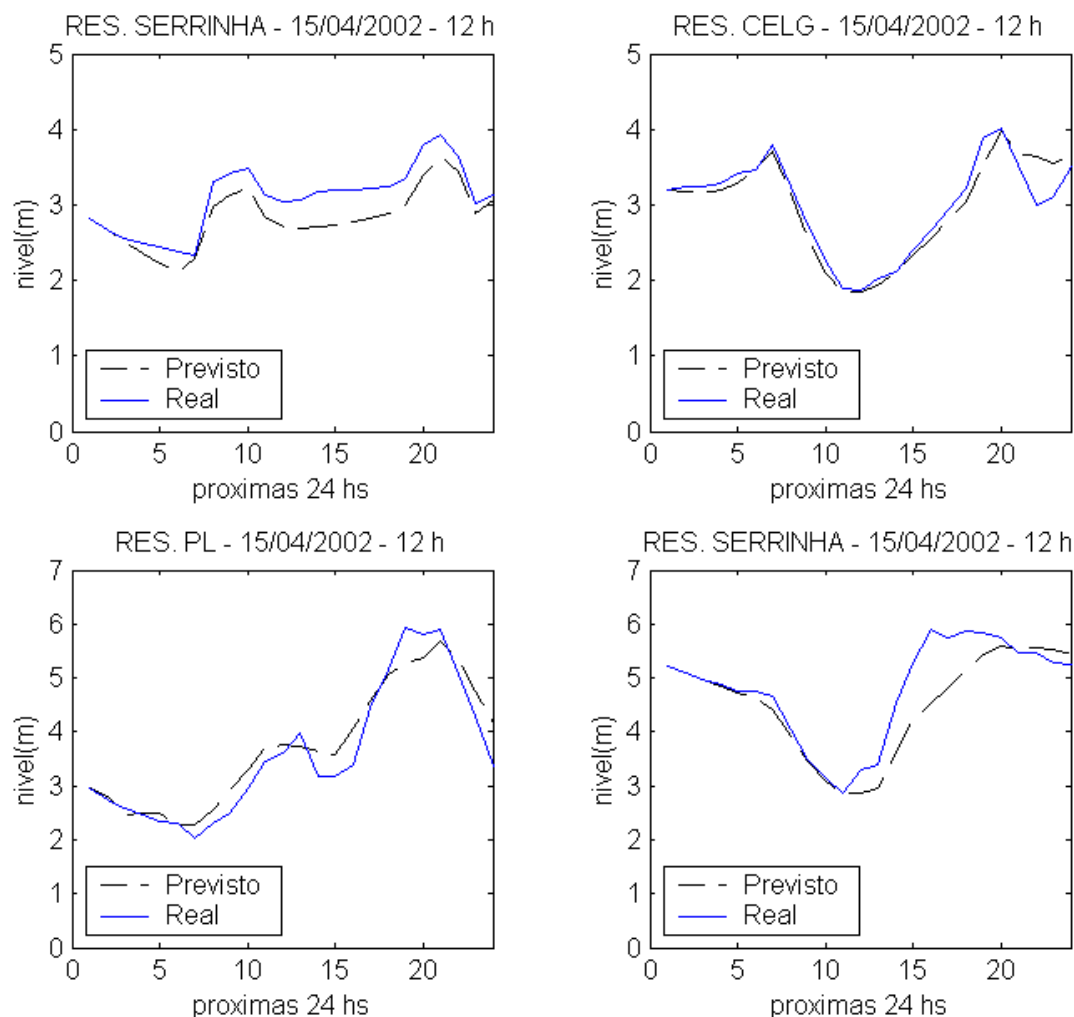 RES. SERRINHA - 15/04/2002 - 12 h
5
4
3
2
1
0
nivel(m)
Previsto
Real
0 5 10 15 20
proximas 24 hs
RES. CELG - 15/04/2002 - 12 h
5
4
3
2
1
0
nivel(m)
Previsto
Real
0 5 10 15 20
proximas 24 hs
RES. PL - 15/04/2002 - 12 h
7
6
5
4
3
2
1
0
nivel(m)
Previsto
Real
0 5 10 15 20
proximas 24 hs
RES. SERRINHA - 15/04/2002 - 12 h
7
6
5
4
3
2
1
0
nivel(m)
Previsto
Real
0 5 10 15 20
proximas 24 hs